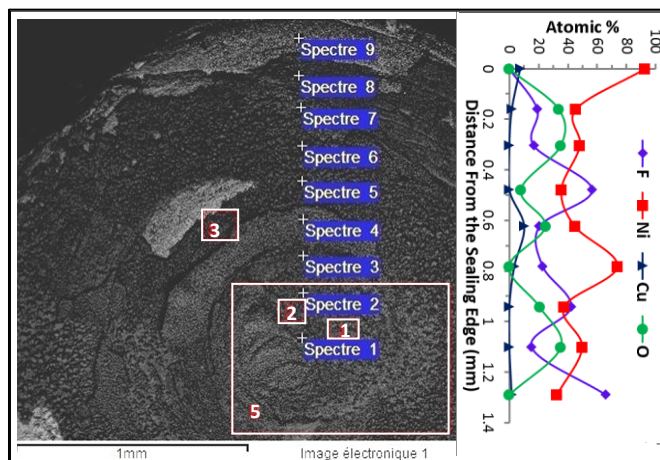 Spectre 9
Spectre 8
Spectre 7
Spectre 6
Spectre 5
3
Spectre 4
Spectre 3
Spectre 2
2
1
Spectre 1
5
1mm
Image électronique 1
Atomic %
0 20 40 60 80 100
0
0.2
0.4
0.6
0.8
1
1.2
1.4
Distance From the Sealing Edge (mm)
F
Ni
Cu
O